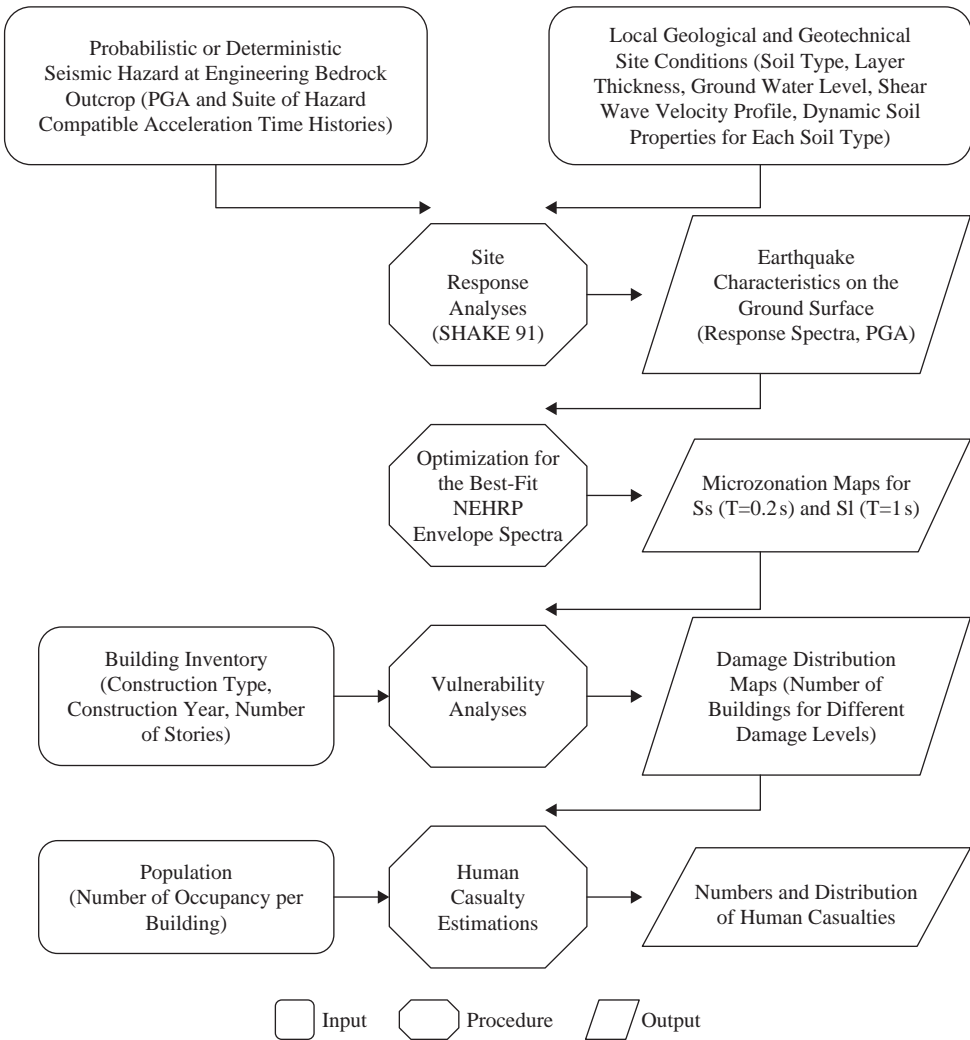 Probabilistic or Deterministic
Seismic Hazard at Engineering Bedrock
Outcrop (PGA and Suite of Hazard
Compatible Acceleration Time Histories)
Local Geological and Geotechnical
Site Conditions (Soil Type, Layer
Thickness, Ground Water Level, Shear
Wave Velocity Profile, Dynamic Soil
Properties for Each Soil Type)
Site
Response
Analyses
(SHAKE 91)
Earthquake
Characteristics on the
Ground Surface
(Response Spectra, PGA)
Optimization for
the Best-Fit
NEHRP
Envelope Spectra
Microzonation Maps for
Ss (T=0.2 s) and Sl (T=1 s)
Building Inventory
(Construction Type,
Construction Year, Number
of Stories)
Vulnerability
Analyses
Damage Distribution
Maps (Number of
Buildings for Different
Damage Levels)
Population
(Number of Occupancy per
Building)
Human
Casualty
Estimations
Numbers and Distribution
of Human Casualties
Input
Procedure
Output